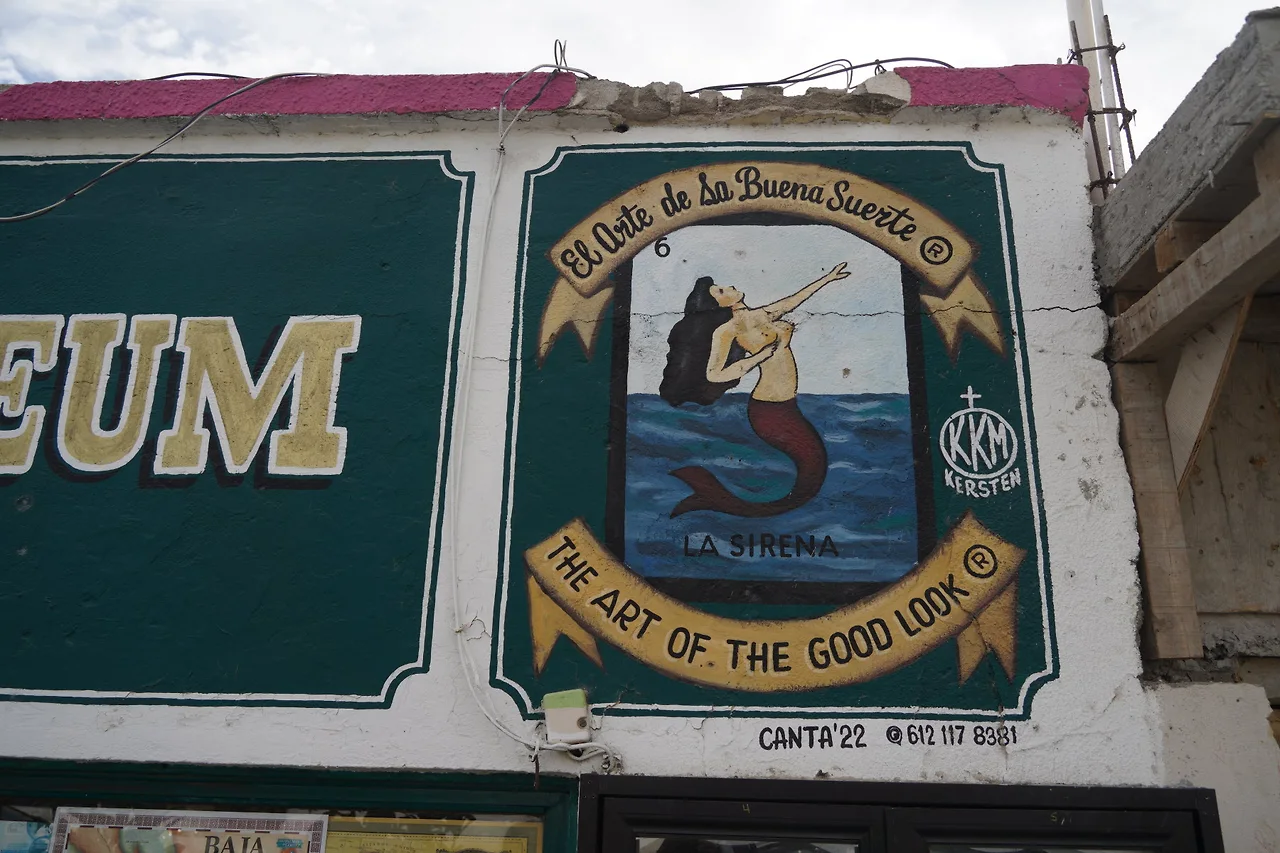 EUM
El Arte de La Buena Suerte ®
6
LA SIRENA
KKM
KERSTEN
THE ART OF THE GOOD LOOK ®
CANTA'22 @ 612 117 8381
BAJA